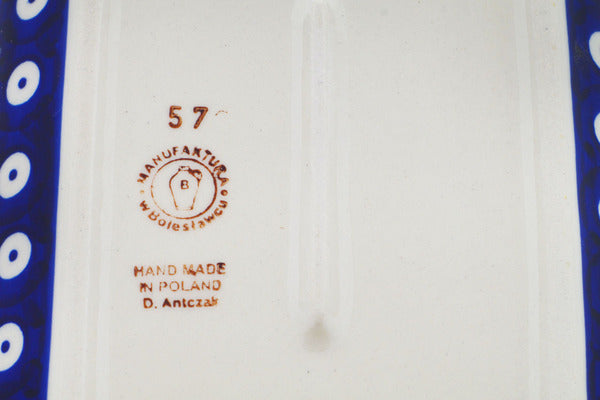 57
MANUFAKTURA
B
w Bolesławcu
HAND MADE
IN POLAND
D. Antczak